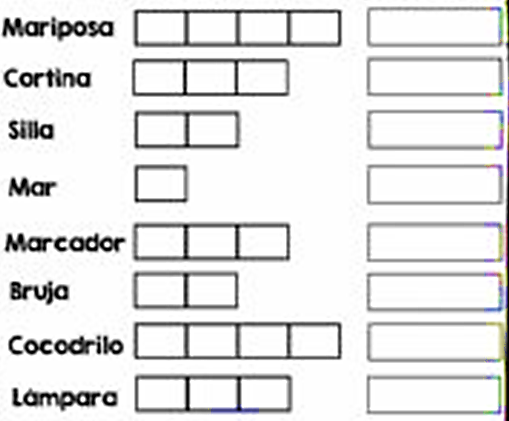 Mariposa
Cortina
Silla
Mar
Marcador
Bruja
Cocodrilo
Lámpara